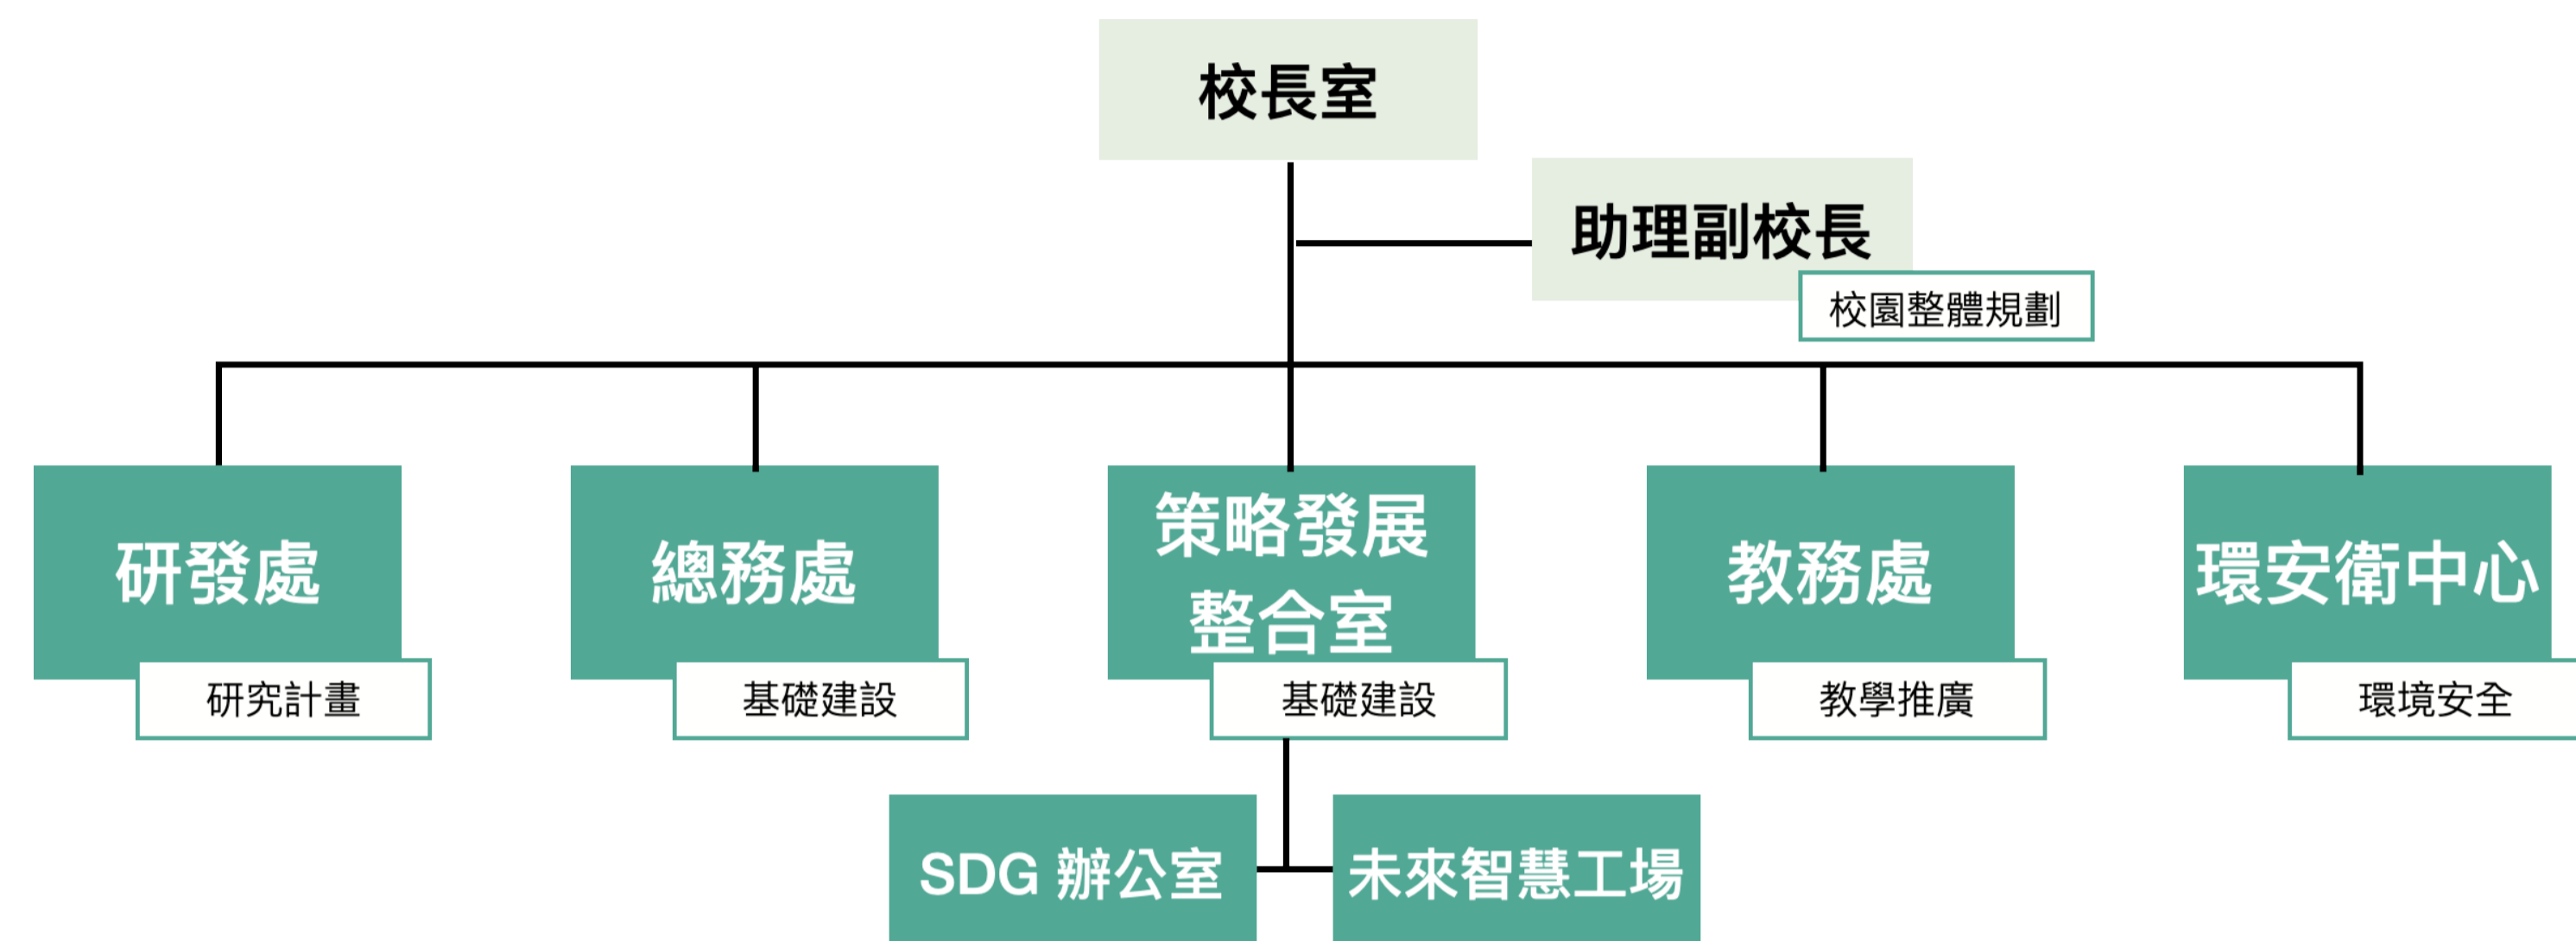 校長室
助理副校長
校園整體規劃
研發處
研究計畫
總務處
基礎建設
策略發展
整合室
基礎建設
教務處
教學推廣
環安衛中心
環境安全
SDG 辦公室
未來智慧工場